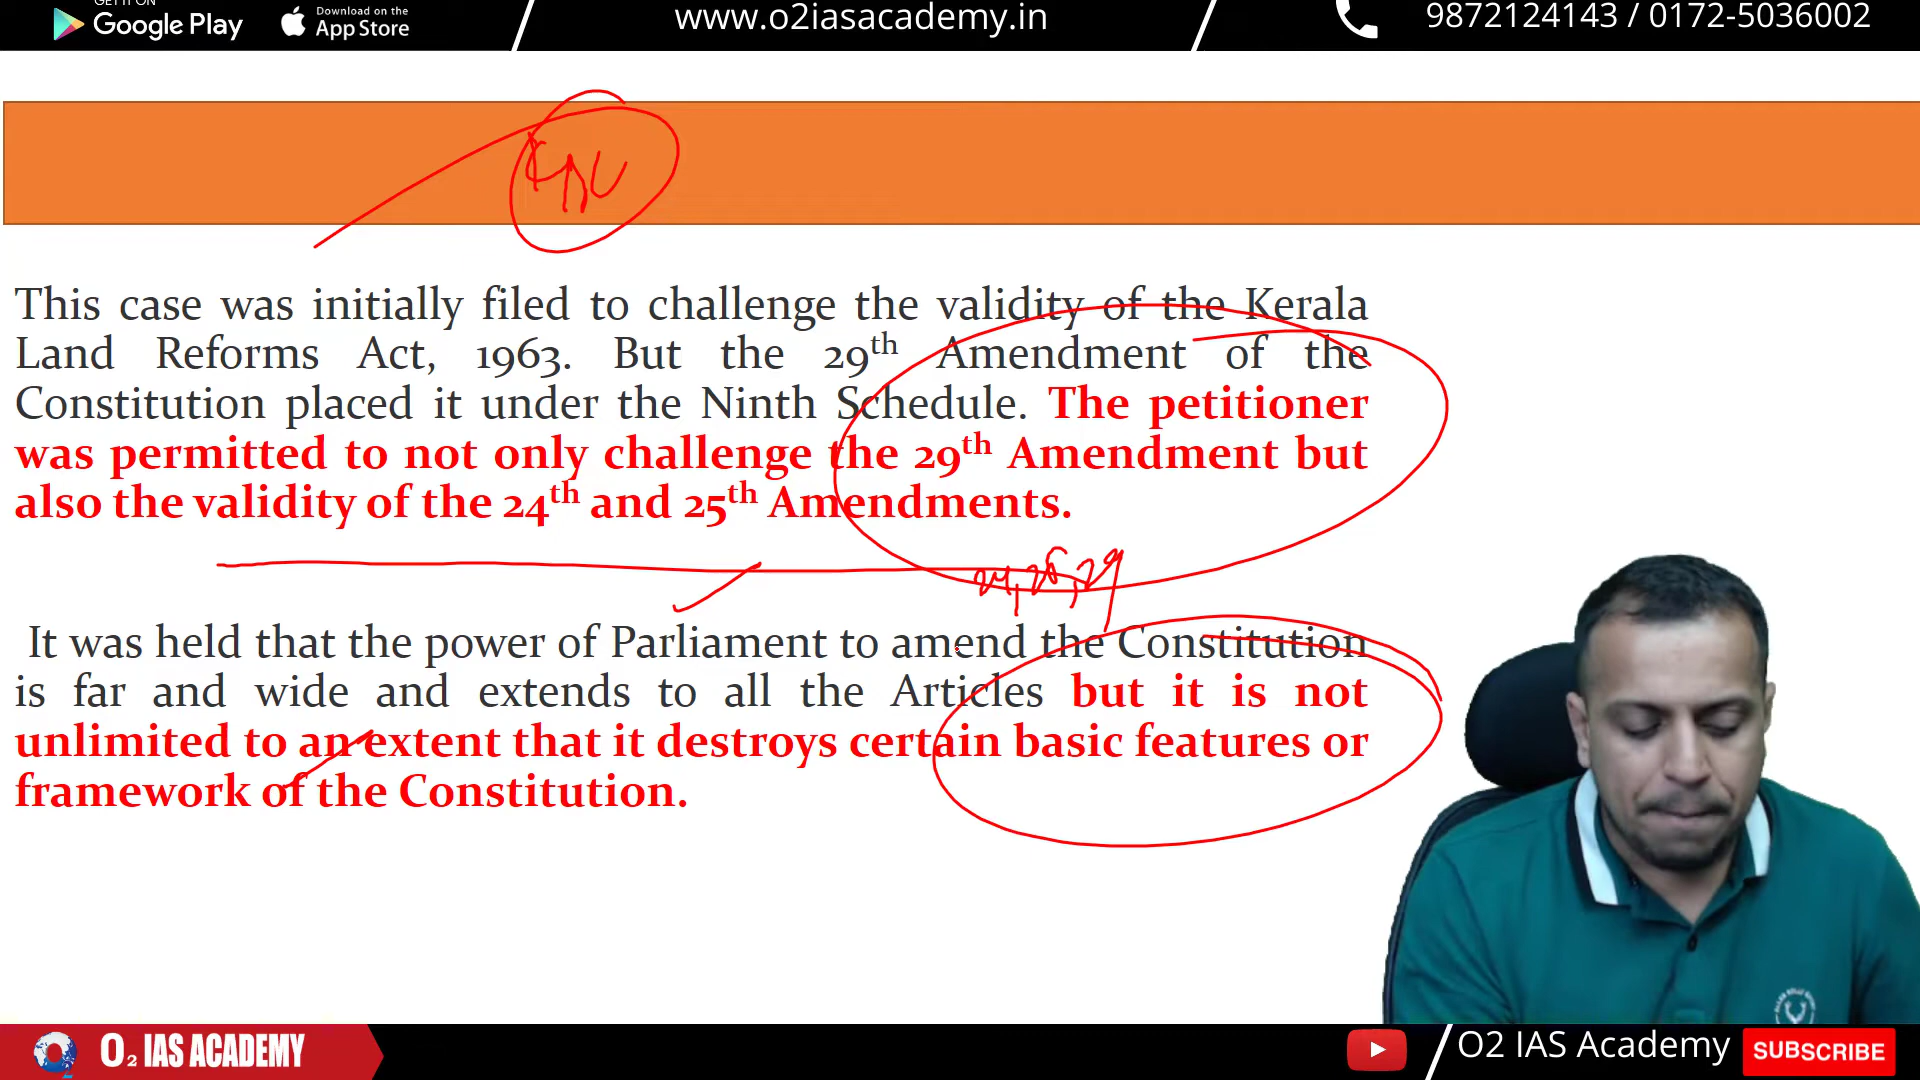 GET IT ON
Google Play
Download on the
App Store
www.o2iasacademy.in
9872124143 / 0172-5036002
This case was initially filed to challenge the validity of the Kerala
Land Reforms Act, 1963. But the 29th Amendment of the
Constitution placed it under the Ninth Schedule. The petitioner
was permitted to not only challenge the 29th Amendment but
also the validity of the 24th and 25th Amendments.
24, 25, 29
It was held that the power of Parliament to amend the Constitution
is far and wide and extends to all the Articles but it is not
unlimited to an extent that it destroys certain basic features or
framework of the Constitution.
O2 IAS ACADEMY
O2 IAS Academy
SUBSCRIBE